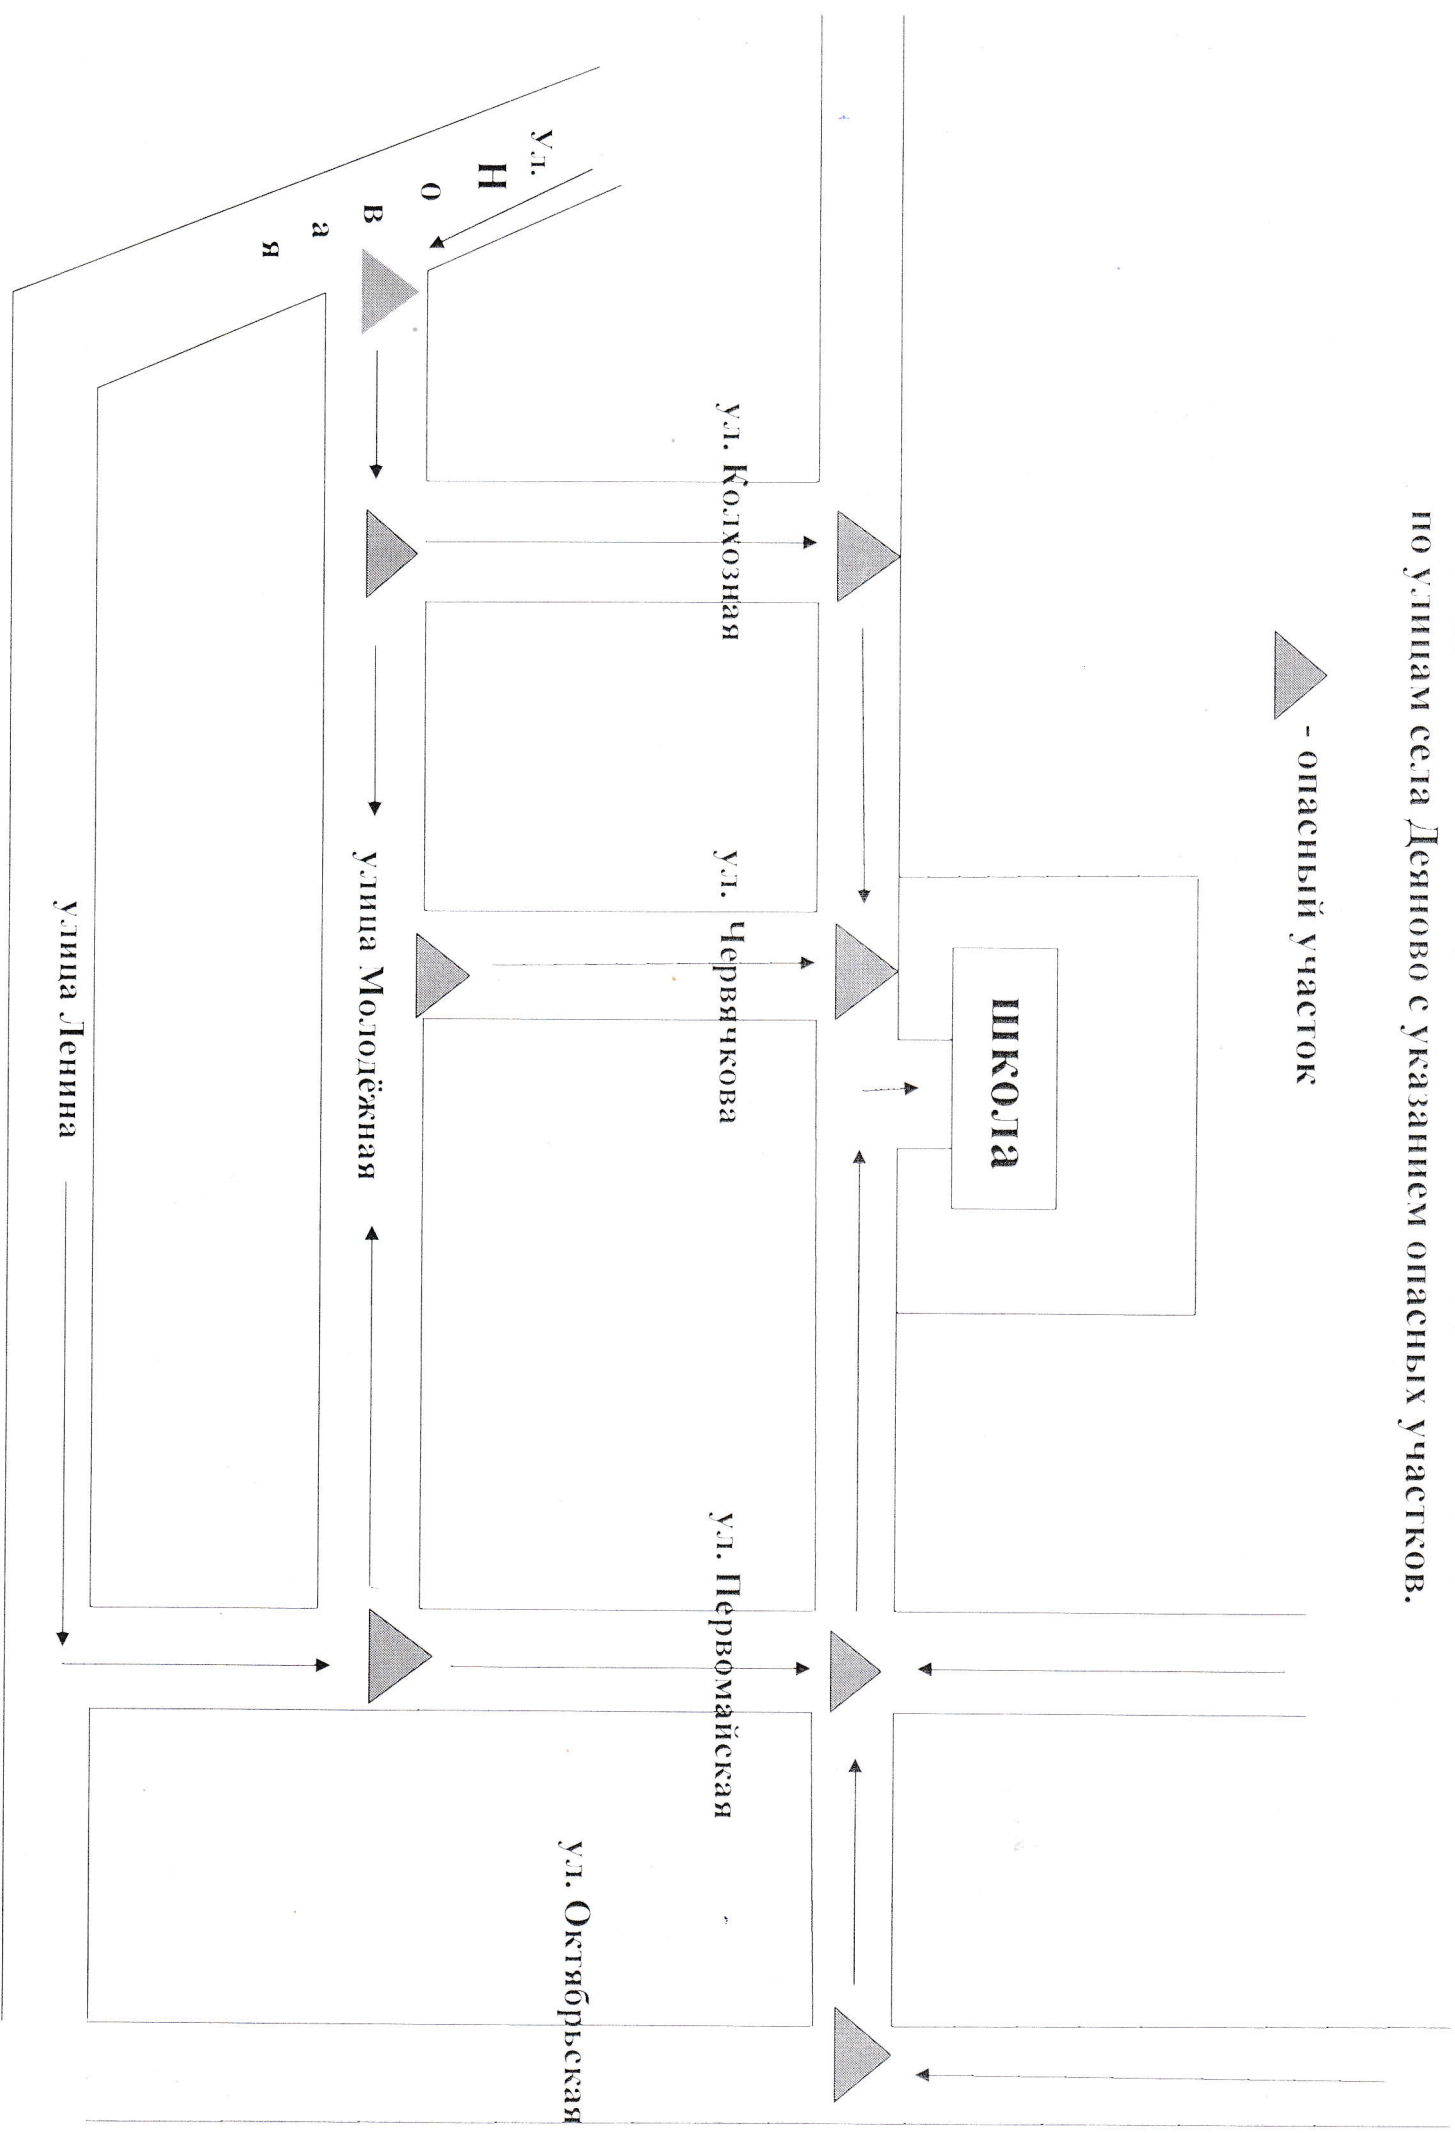 по улицам села Деяново с указанием опасных участков.
- опасный участок
ШКОЛА
ул. Колхозная
ул. Червячкова
ул. Первомайская
ул. Октябрьская
ул.
Новая
улица Молодёжная
улица Ленина